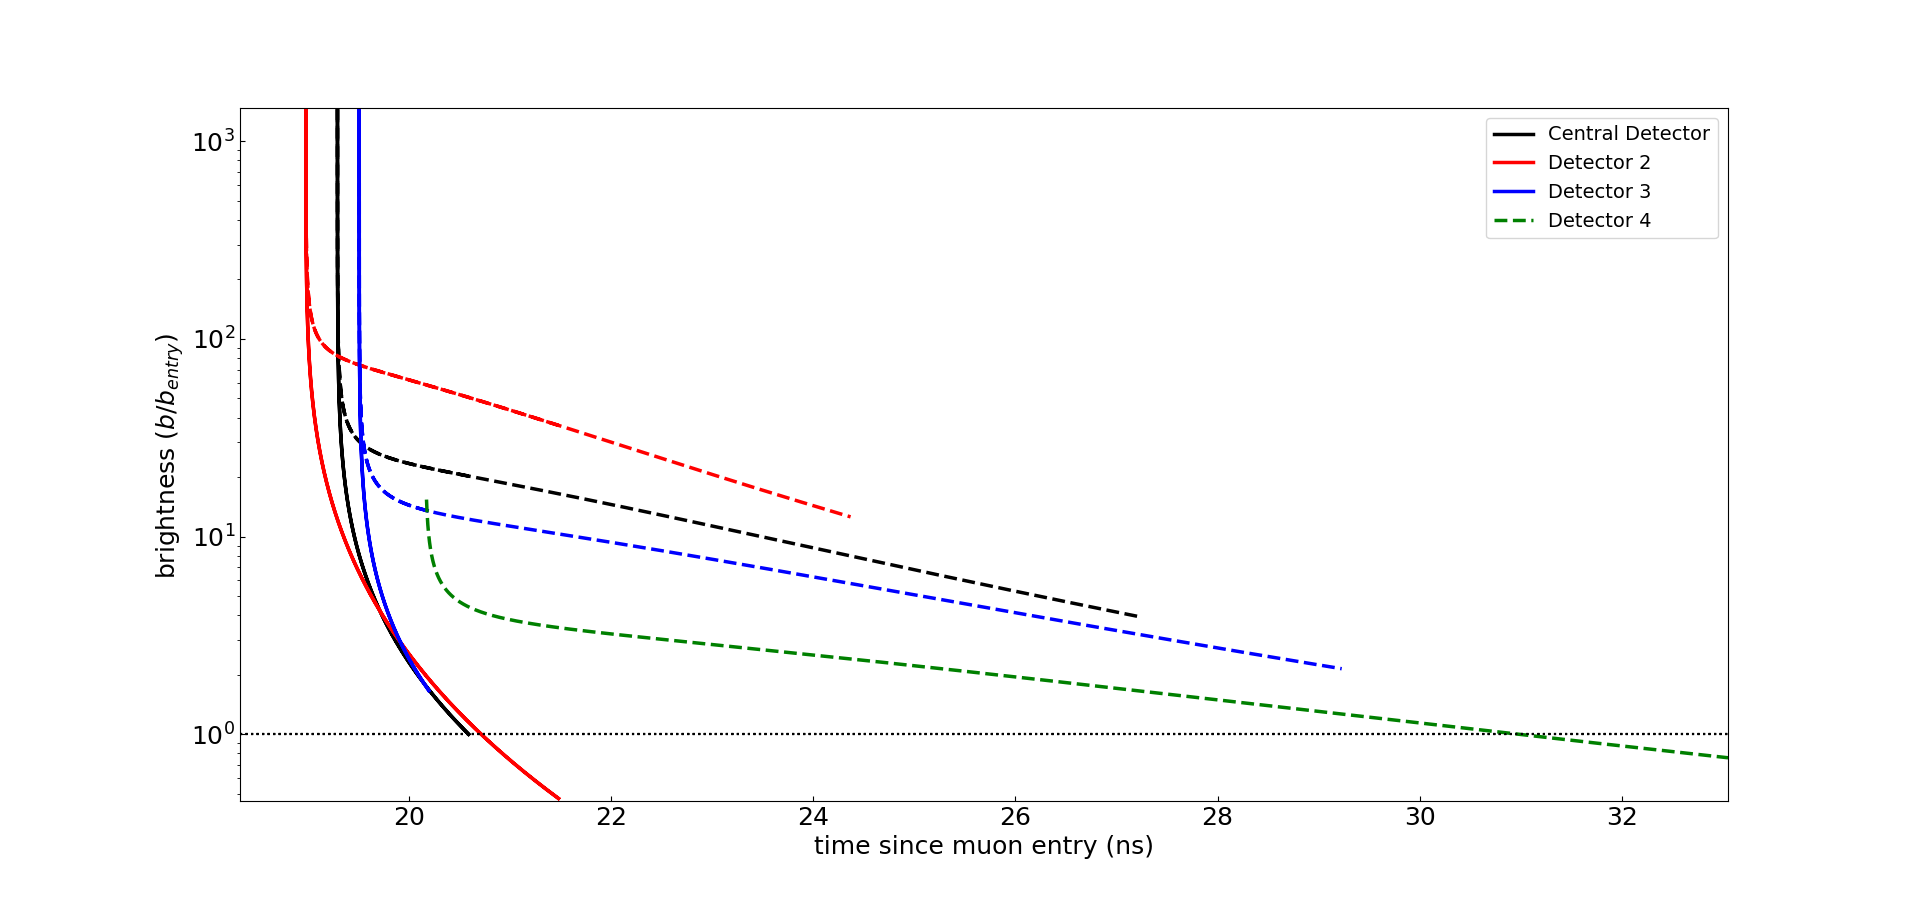 10³
10²
10¹
10⁰
brightness (b/b_entry)
20 22 24 26 28 30 32
time since muon entry (ns)
Central Detector
Detector 2
Detector 3
Detector 4